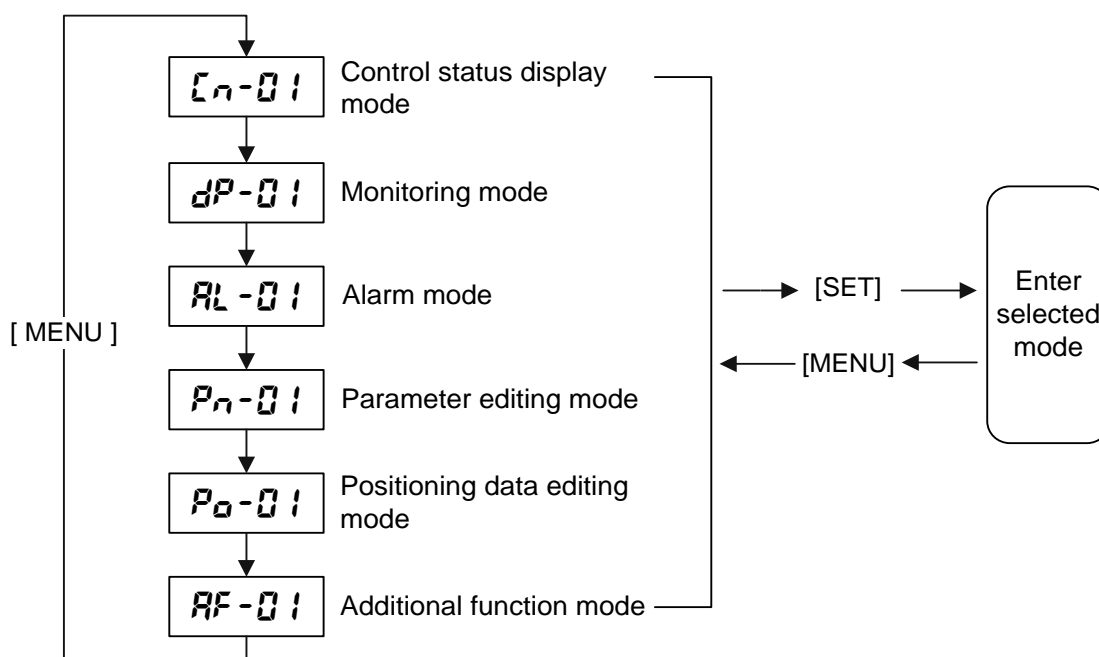 Cn-01
Control status display
mode
dP-01
Monitoring mode
AL-01
Alarm mode
[ MENU ]
Pn-01
Parameter editing mode
Po-01
Positioning data editing
mode
AF-01
Additional function mode
[SET]
[MENU]
Enter
selected
mode